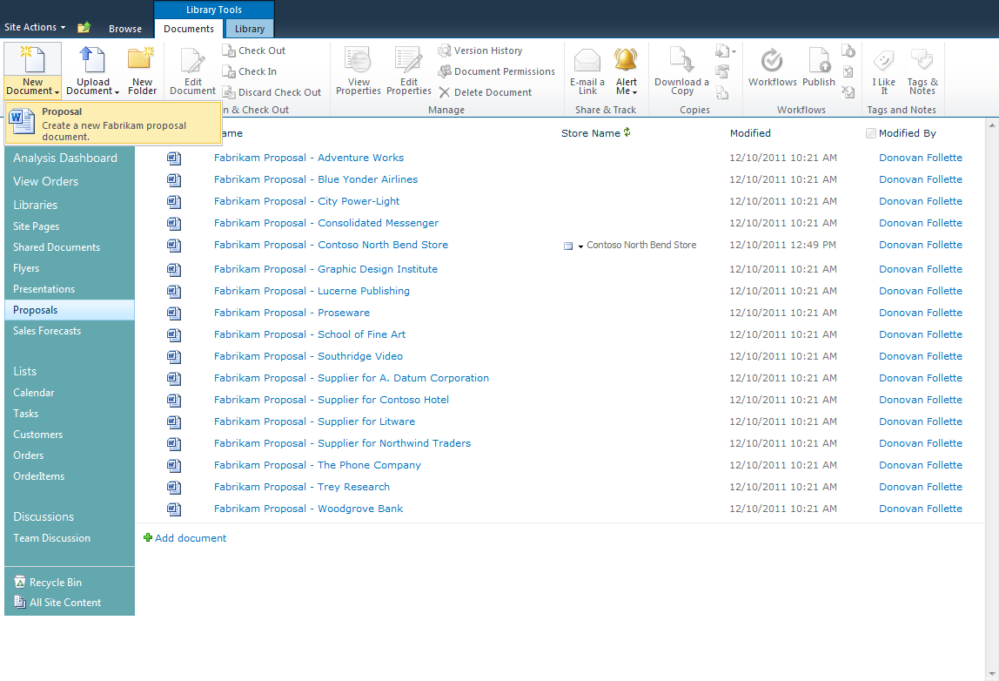 Library Tools
Site Actions
Browse
Documents
Library
New Document
Upload Document
New Folder
Edit Document
Check Out
Check In
Discard Check Out
n & Check Out
View Properties
Edit Properties
Version History
Document Permissions
Delete Document
Manage
E-mail a Link
Alert Me
Share & Track
Download a Copy
Copies
Workflows
Publish
Workflows
I Like It
Tags & Notes
Tags and Notes
Proposal
Create a new Fabrikam proposal
document.
ame Store Name Modified Modified By
Fabrikam Proposal - Adventure Works 12/10/2011 10:21 AM Donovan Follette
Fabrikam Proposal - Blue Yonder Airlines 12/10/2011 10:21 AM Donovan Follette
Fabrikam Proposal - City Power-Light 12/10/2011 10:21 AM Donovan Follette
Fabrikam Proposal - Consolidated Messenger 12/10/2011 10:21 AM Donovan Follette
Fabrikam Proposal - Contoso North Bend Store Contoso North Bend Store 12/10/2011 12:49 PM Donovan Follette
Fabrikam Proposal - Graphic Design Institute 12/10/2011 10:21 AM Donovan Follette
Fabrikam Proposal - Lucerne Publishing 12/10/2011 10:21 AM Donovan Follette
Fabrikam Proposal - Proseware 12/10/2011 10:21 AM Donovan Follette
Fabrikam Proposal - School of Fine Art 12/10/2011 10:21 AM Donovan Follette
Fabrikam Proposal - Southridge Video 12/10/2011 10:21 AM Donovan Follette
Fabrikam Proposal - Supplier for A. Datum Corporation 12/10/2011 10:21 AM Donovan Follette
Fabrikam Proposal - Supplier for Contoso Hotel 12/10/2011 10:21 AM Donovan Follette
Fabrikam Proposal - Supplier for Litware 12/10/2011 10:21 AM Donovan Follette
Fabrikam Proposal - Supplier for Northwind Traders 12/10/2011 10:21 AM Donovan Follette
Fabrikam Proposal - The Phone Company 12/10/2011 10:21 AM Donovan Follette
Fabrikam Proposal - Trey Research 12/10/2011 10:21 AM Donovan Follette
Fabrikam Proposal - Woodgrove Bank 12/10/2011 10:21 AM Donovan Follette
Add document
Analysis Dashboard
View Orders
Libraries
Site Pages
Shared Documents
Flyers
Presentations
Proposals
Sales Forecasts
Lists
Calendar
Tasks
Customers
Orders
OrderItems
Discussions
Team Discussion
Recycle Bin
All Site Content